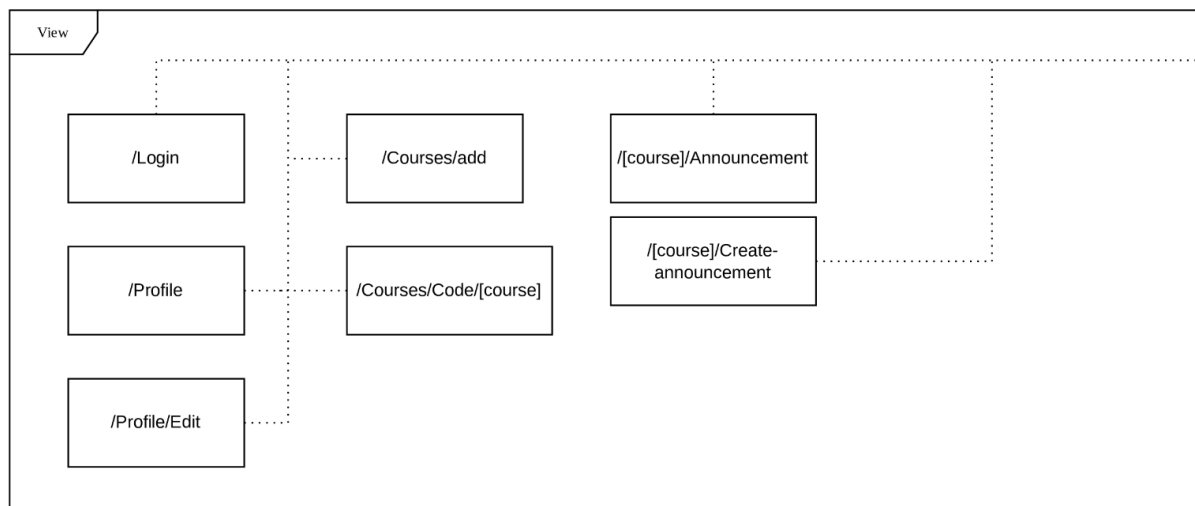 View
/Login
/Courses/add
/[course]/Announcement
/[course]/Create-
announcement
/Profile
/Courses/Code/[course]
/Profile/Edit